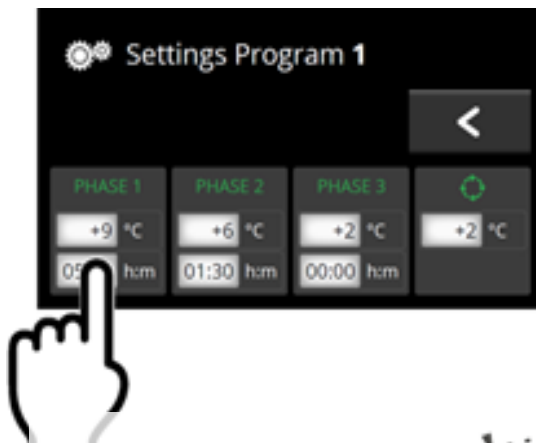 Settings Program 1
PHASE 1 PHASE 2 PHASE 3
+9 °C +6 °C +2 °C +2 °C
h:m 01:30 h:m 00:00 h:m